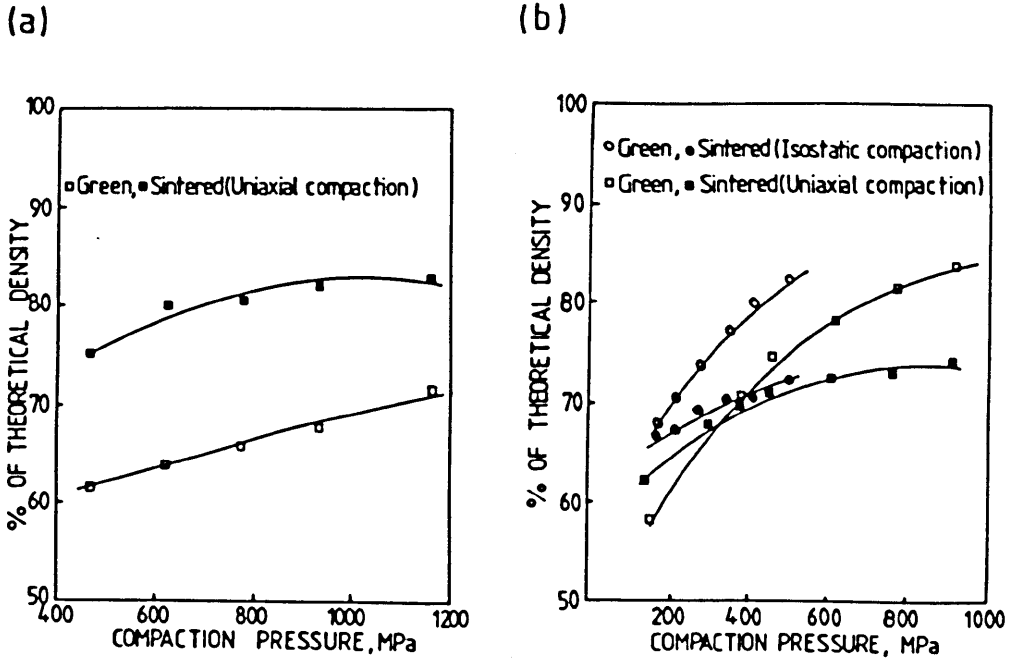 (a)
% OF THEORETICAL DENSITY
100
90
80
70
60
50
□Green,■Sintered(Uniaxial compaction)
400 600 800 1000 1200
COMPACTION PRESSURE,MPa
(b)
% OF THEORETICAL DENSITY
100
90
80
70
60
50
○Green, ●Sintered(Isostatic compaction)
□Green, ■Sintered(Uniaxial compaction)
200 400 600 800 1000
COMPACTION PRESSURE, MPa